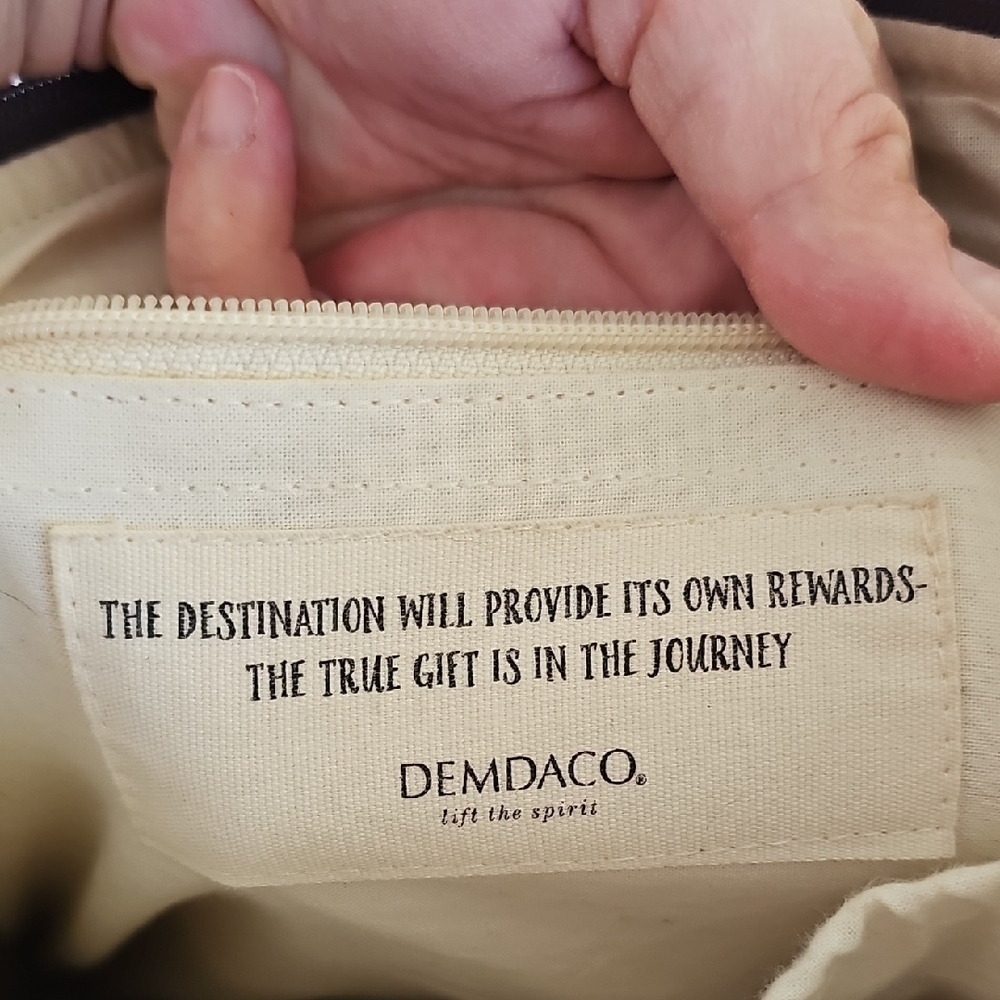 THE DESTINATION WILL PROVIDE ITS OWN REWARDS-
THE TRUE GIFT IS IN THE JOURNEY
DEMDACO®
lift the spirit